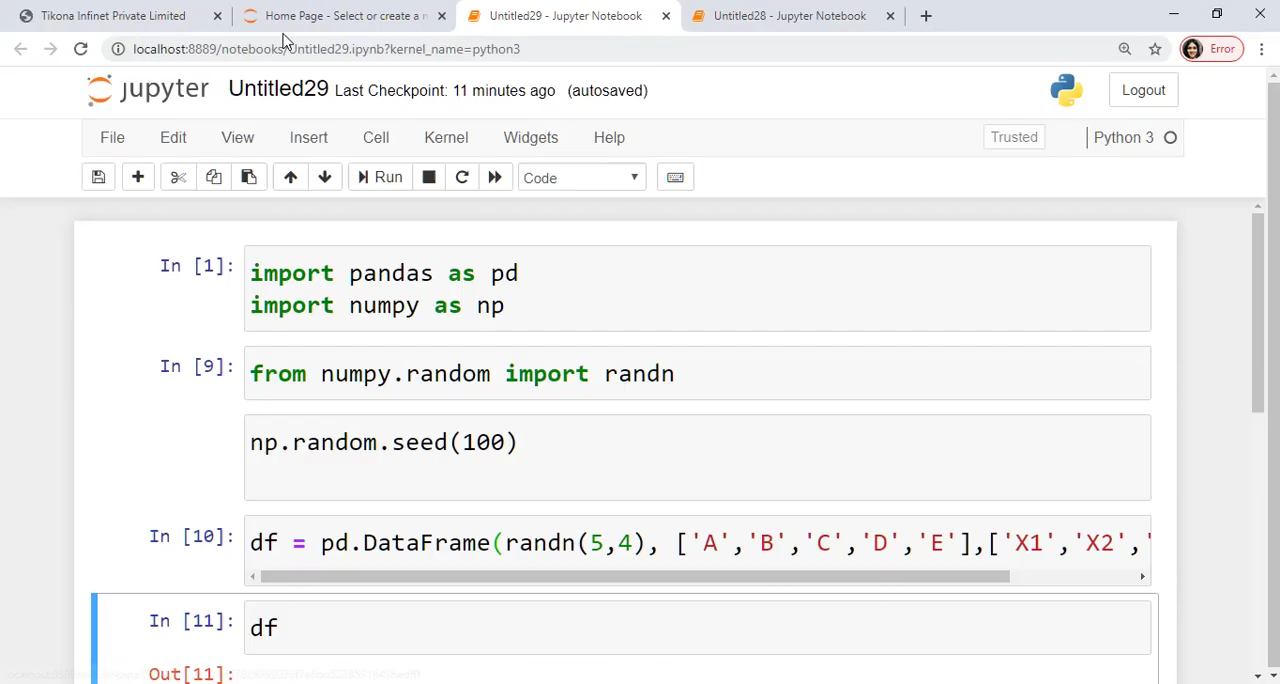 Tikona Infinet Private Limited
Home Page - Select or create a n
Untitled29 - Jupyter Notebook
Untitled28 - Jupyter Notebook
localhost:8889/notebooks/Untitled29.ipynb?kernel_name=python3
Error
jupyter Untitled29 Last Checkpoint: 11 minutes ago (autosaved)
Logout
File Edit View Insert Cell Kernel Widgets Help
Trusted
Python 3
Run
Code
In [1]: import pandas as pd
import numpy as np
In [9]: from numpy.random import randn
np.random.seed(100)
In [10]: df = pd.DataFrame(randn(5,4), ['A','B','C','D','E'],['X1','X2','
In [11]: df
Out[11]: